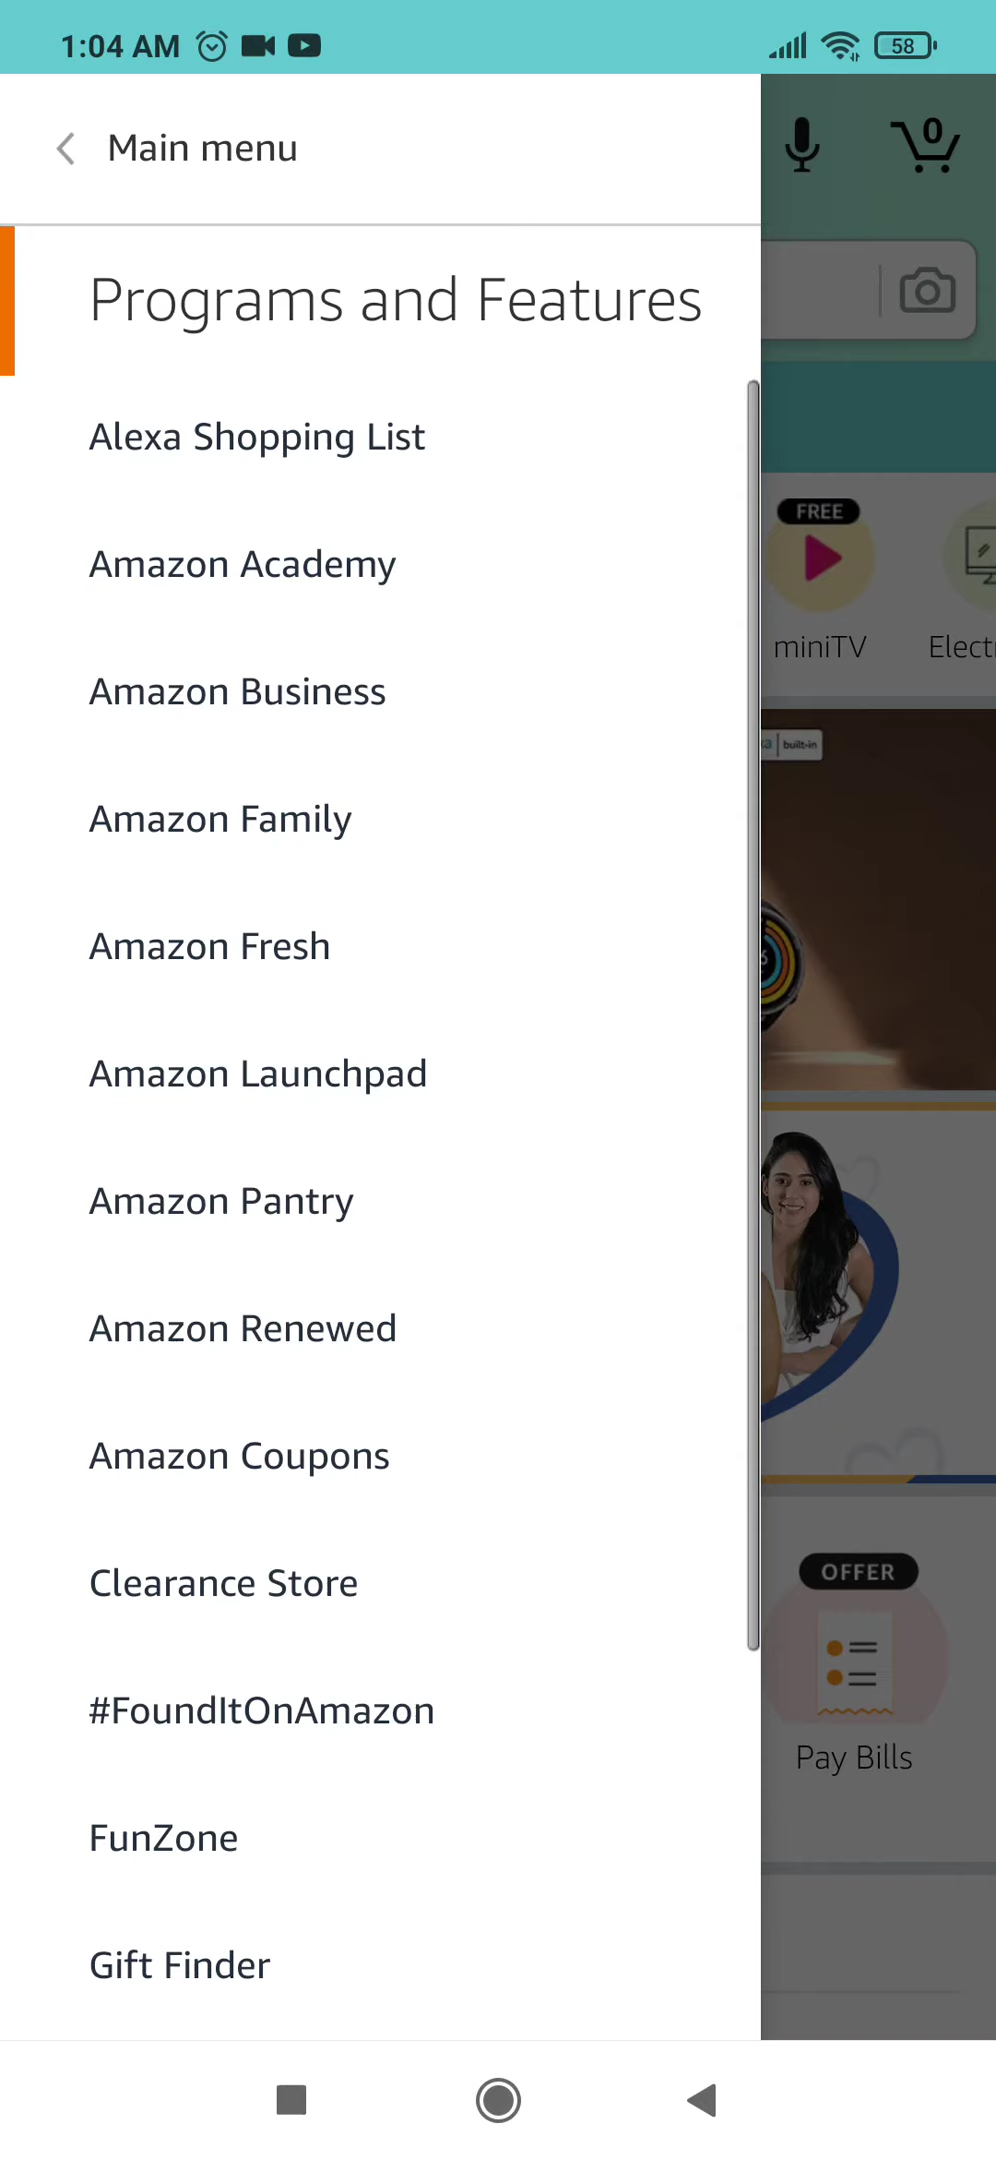 1:04 AM
58
Main menu
0
Programs and Features
Alexa Shopping List
FREE
Amazon Academy
miniTV
Elect
Amazon Business
built-in
Amazon Family
Amazon Fresh
6
Amazon Launchpad
Amazon Pantry
Amazon Renewed
Amazon Coupons
Clearance Store
OFFER
#FoundItOnAmazon
Pay Bills
FunZone
Gift Finder